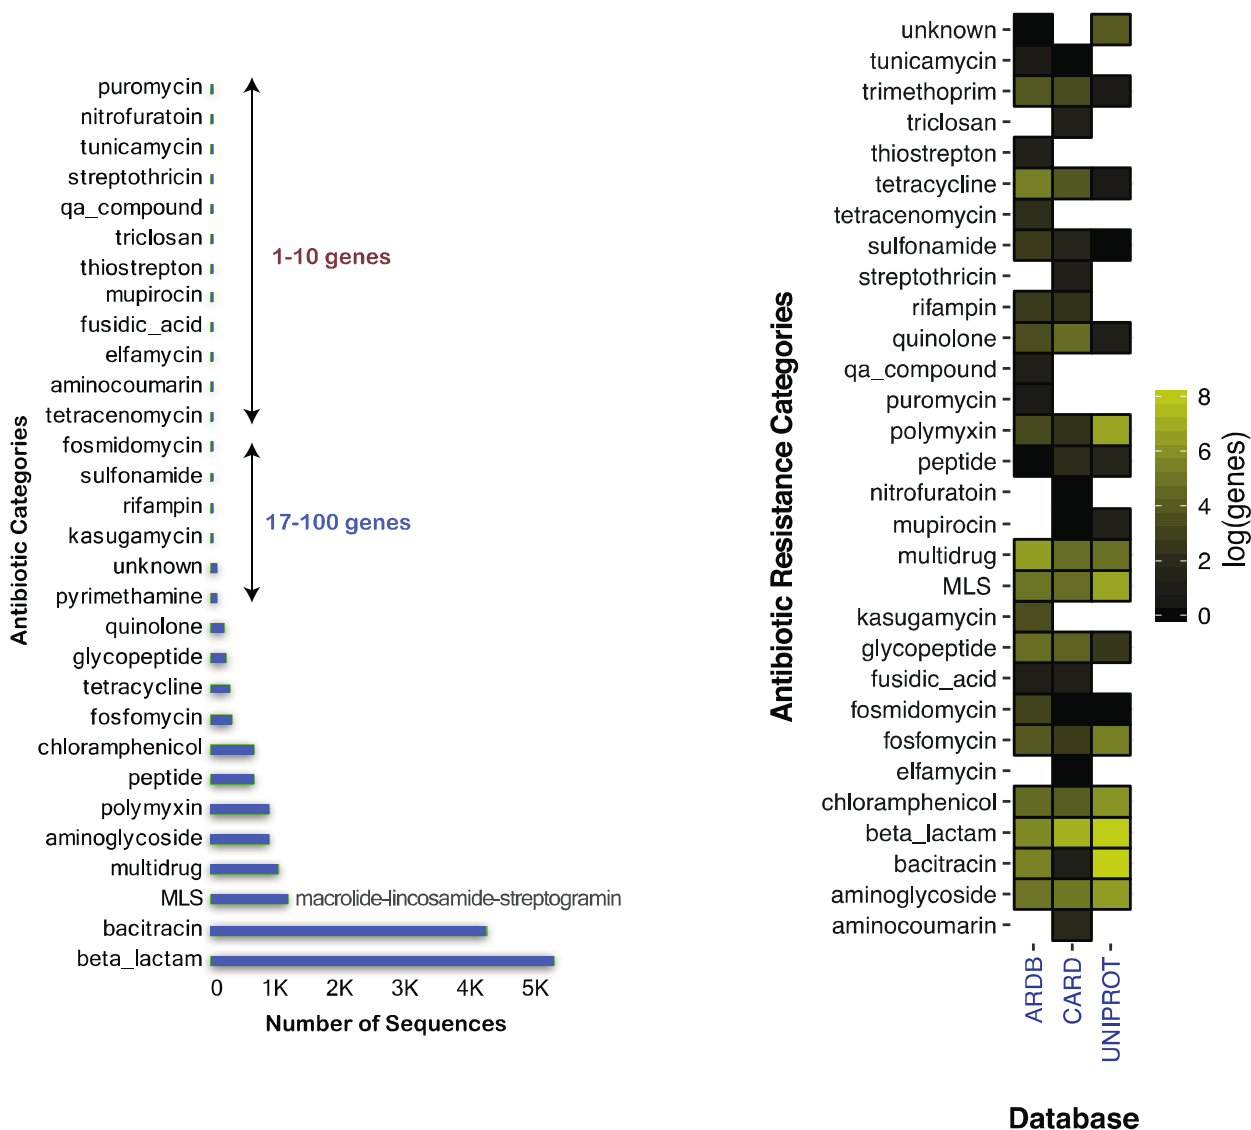 puromycin
nitrofuratoin
tunicamycin
streptothricin
qa_compound
triclosan
thiostrepton
mupirocin
fusidic_acid
elfamycin
aminocoumarin
tetracenomycin
fosmidomycin
sulfonamide
rifampin
kasugamycin
unknown
pyrimethamine
quinolone
glycopeptide
tetracycline
fosfomycin
chloramphenicol
peptide
polymyxin
aminoglycoside
multidrug
MLS macrolide-lincosamide-streptogramin
bacitracin
beta_lactam
1-10 genes
17-100 genes
Antibiotic Categories
0 1K 2K 3K 4K 5K
Number of Sequences
unknown
tunicamycin
trimethoprim
triclosan
thiostrepton
tetracycline
tetracenomycin
sulfonamide
streptothricin
rifampin
quinolone
qa_compound
puromycin
polymyxin
peptide
nitrofuratoin
mupirocin
multidrug
MLS
kasugamycin
glycopeptide
fusidic_acid
fosmidomycin
fosfomycin
elfamycin
chloramphenicol
beta_lactam
bacitracin
aminoglycoside
aminocoumarin
Antibiotic Resistance Categories
ARDB
CARD
UNIPROT
Database
8
6
4
2
0
log(genes)